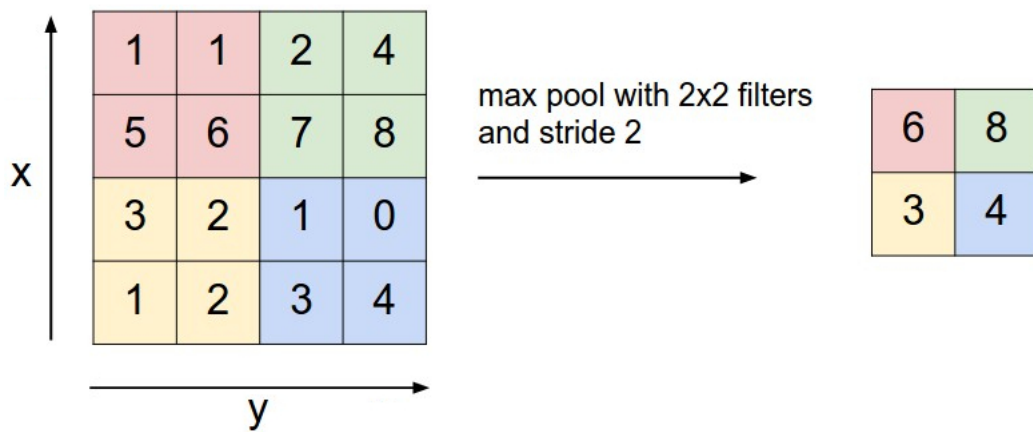 1 1 2 4
5 6 7 8
3 2 1 0
1 2 3 4
x
y
max pool with 2x2 filters
and stride 2
6 8
3 4